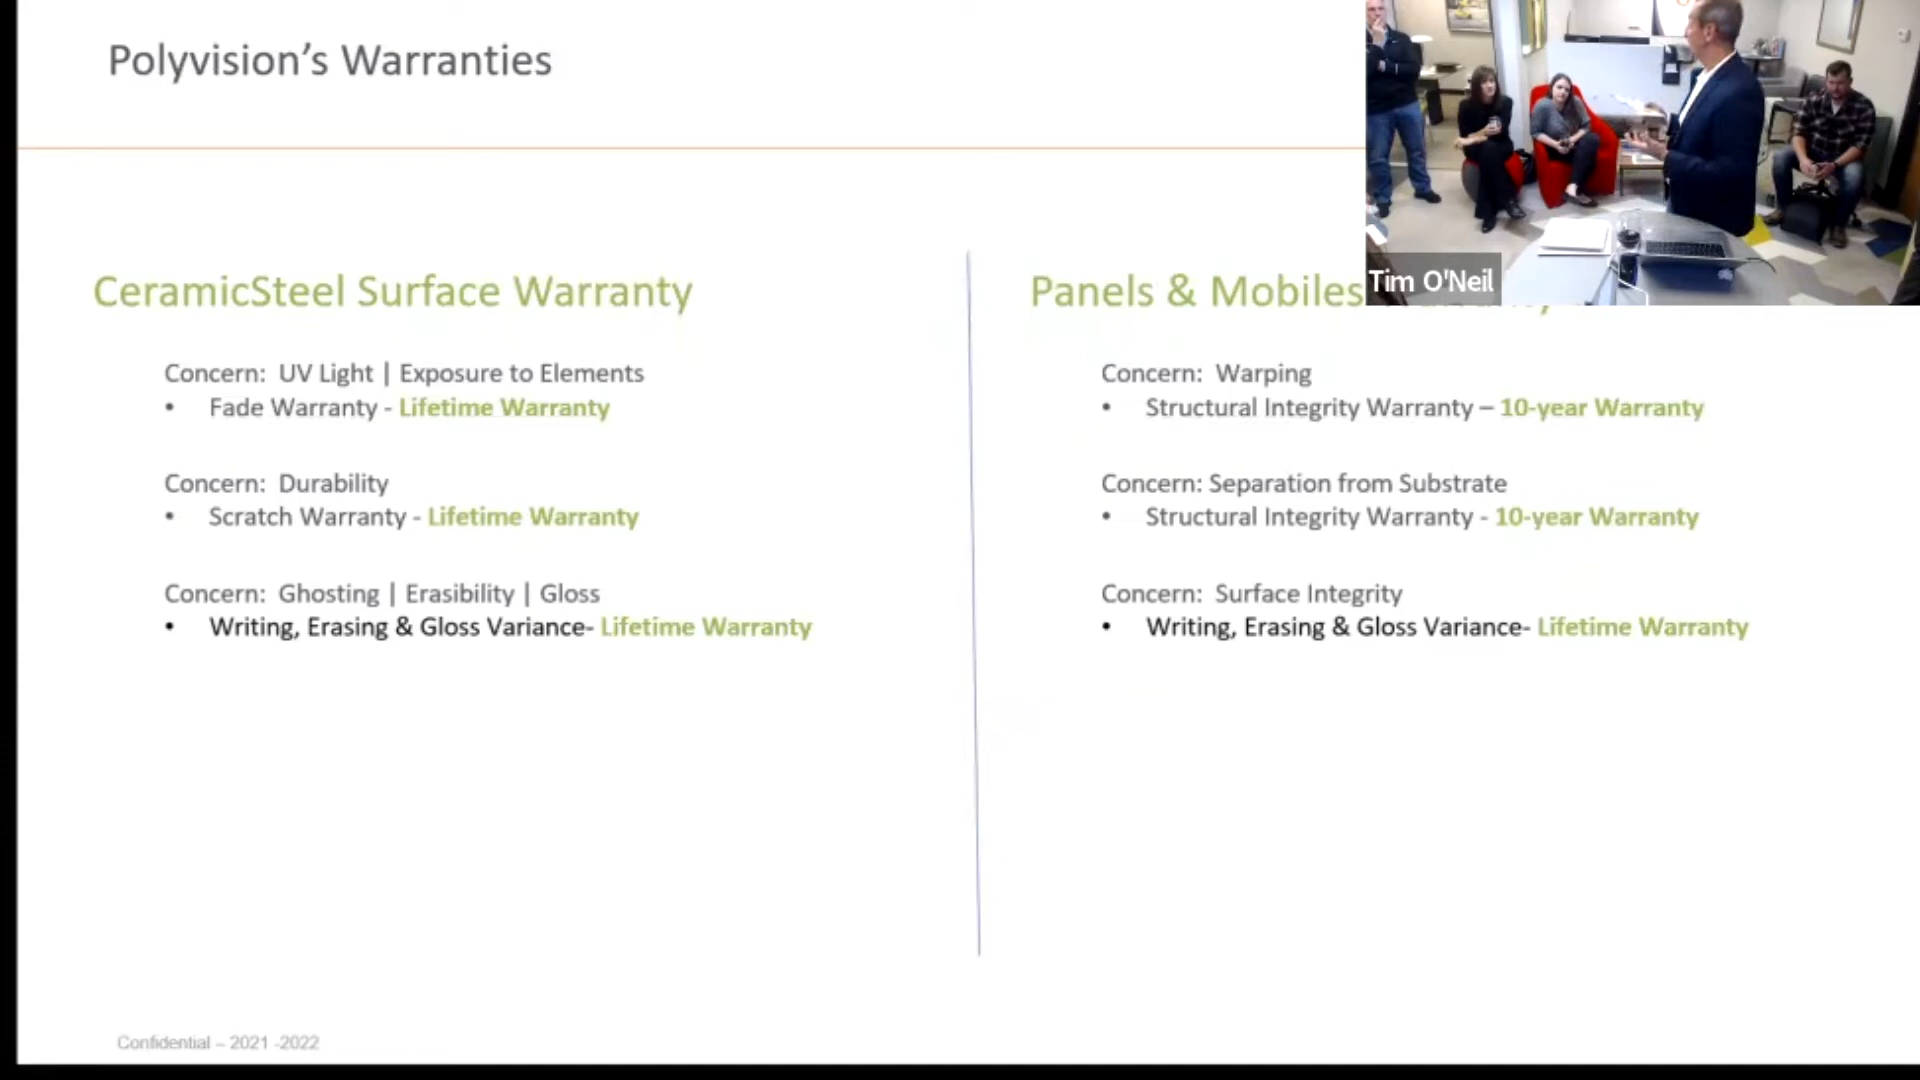 Polyvision's Warranties
CeramicSteel Surface Warranty
Concern:  UV Light | Exposure to Elements
• Fade Warranty - Lifetime Warranty
Concern:  Durability
• Scratch Warranty - Lifetime Warranty
Concern:  Ghosting | Erasibility | Gloss
• Writing, Erasing & Gloss Variance- Lifetime Warranty
Panels & Mobiles
Tim O'Neil
Concern:  Warping
• Structural Integrity Warranty – 10-year Warranty
Concern: Separation from Substrate
• Structural Integrity Warranty - 10-year Warranty
Concern:  Surface Integrity
• Writing, Erasing & Gloss Variance- Lifetime Warranty
Confidential – 2021 -2022